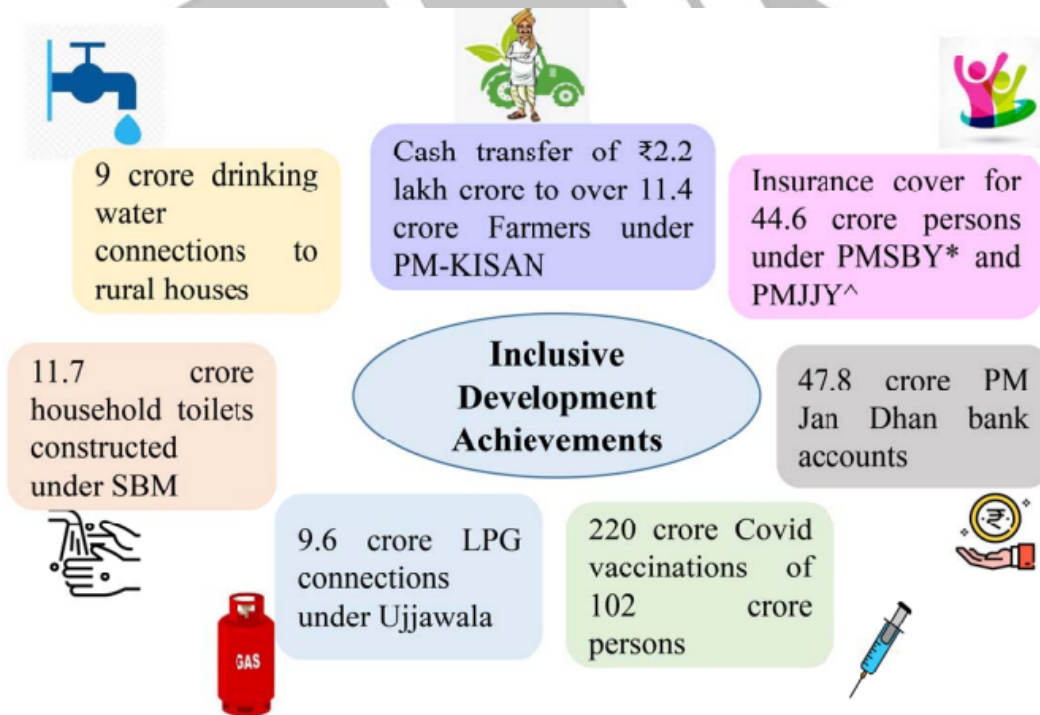 Cash transfer of ₹2.2
lakh crore to over 11.4
crore Farmers under
PM-KISAN
9 crore drinking
water
connections to
rural houses
Insurance cover for
44.6 crore persons
under PMSBY* and
PMJJY^
Inclusive
Development
Achievements
11.7 crore
household toilets
constructed
under SBM
47.8 crore PM
Jan Dhan bank
accounts
9.6 crore LPG
connections
under Ujjawala
220 crore Covid
vaccinations of
102 crore
persons
GAS
₹